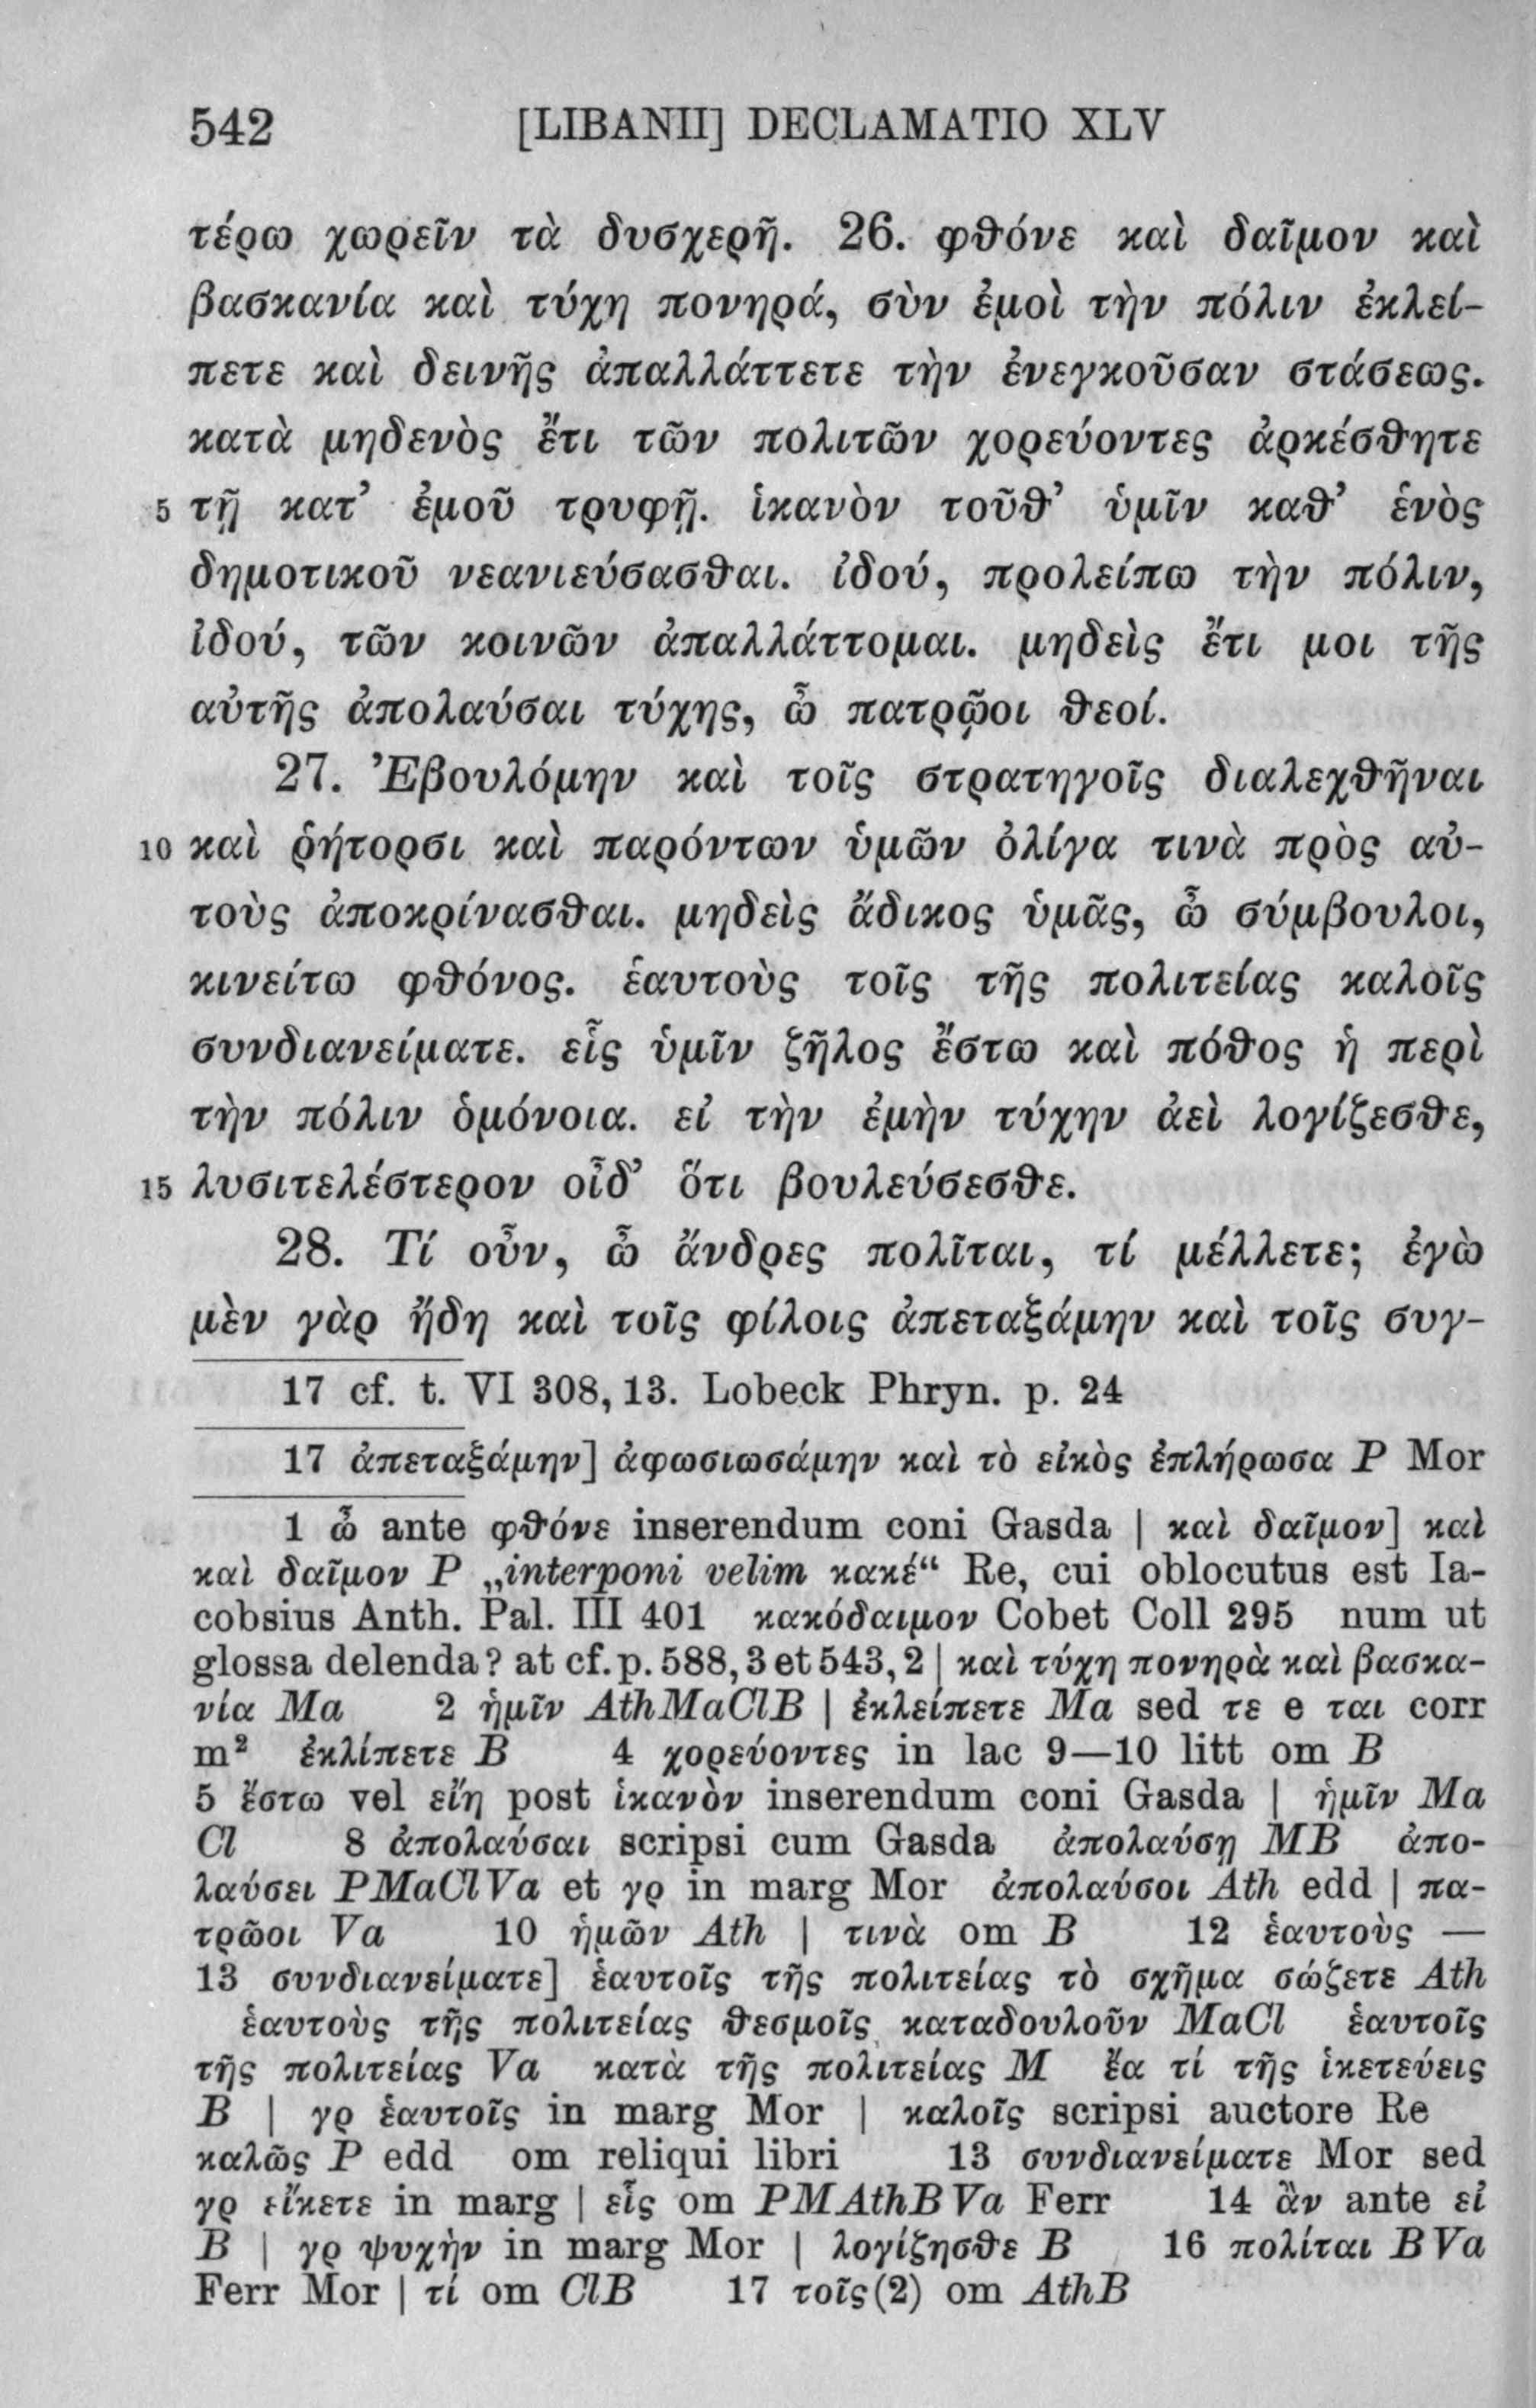 542 [LIBANII] DECLAMATIO XLV
τέρω χωρεῖν τὰ δυσχερῆ. 26. φθόνε καὶ δαῖμον καὶ
βασκανία καὶ τύχη πονηρά, σὺν ἐμοὶ τὴν πόλιν ἐκλεί-
πετε καὶ δεινῆς ἀπαλλάττετε τὴν ἐνεγκοῦσαν στάσεως.
κατὰ μηδενὸς ἔτι τῶν πολιτῶν χορεύοντες ἀρκέσθητε
5 τῇ κατ’ ἐμοῦ τρυφῇ. ἱκανὸν τοῦθ’ ὑμῖν καθ’ ἑνὸς
δημοτικοῦ νεανιεύσασθαι. ἰδού, προλείπω τὴν πόλιν,
ἰδού, τῶν κοινῶν ἀπαλλάττομαι. μηδεὶς ἔτι μοι τῆς
αὐτῆς ἀπολαύσαι τύχης, ὦ πατρῷοι θεοί.
27. Ἐβουλόμην καὶ τοῖς στρατηγοῖς διαλεχθῆναι
10 καὶ ῥήτορσι καὶ παρόντων ὑμῶν ὀλίγα τινὰ πρὸς αὐ-
τοὺς ἀποκρίνασθαι. μηδεὶς ἄδικος ὑμᾶς, ὦ σύμβουλοι,
κινείτω φθόνος. ἑαυτοὺς τοῖς τῆς πολιτείας καλοῖς
συνδιανείματε. εἷς ὑμῖν ζῆλος ἔστω καὶ πόθος ἡ περὶ
τὴν πόλιν ὁμόνοια. εἰ τὴν ἐμὴν τύχην ἀεὶ λογίζεσθε,
15 λυσιτελέστερον οἶδ’ ὅτι βουλεύσεσθε.
28. Τί οὖν, ὦ ἄνδρες πολῖται, τί μέλλετε; ἐγὼ
μὲν γὰρ ἤδη καὶ τοῖς φίλοις ἀπεταξάμην καὶ τοῖς συγ-
17 cf. t. VI 308, 13. Lobeck Phryn. p. 24
17 ἀπεταξάμην] ἀφωσιωσάμην καὶ τὸ εἰκὸς ἐπλήρωσα P Mor
1 ὦ ante φθόνε inserendum coni Gasda | καὶ δαῖμον] καὶ
καὶ δαῖμον P „interponi velim κακέ“ Re, cui oblocutus est Ia-
cobsius Anth. Pal. III 401 κακόδαιμον Cobet Coll 295 num ut
glossa delenda? at cf. p. 588, 3 et 543, 2 | καὶ τύχη πονηρὰ καὶ βασκα-
νία Ma 2 ἡμῖν AthMaClB | ἐκλείπετε Ma sed τε e ται corr
m² ἐκλίπετε B 4 χορεύοντες in lac 9—10 litt om B
5 ἔστω vel εἴη post ἱκανὸν inserendum coni Gasda | ἡμῖν Ma
Cl 8 ἀπολαύσαι scripsi cum Gasda ἀπολαύσῃ MB ἀπο-
λαύσει PMaClVa et γρ in marg Mor ἀπολαύσοι Ath edd | πα-
τρῶοι Va 10 ἡμῶν Ath | τινὰ om B 12 ἑαυτοὺς —
13 συνδιανείματε] ἑαυτοῖς τῆς πολιτείας τὸ σχῆμα σώζετε Ath
ἑαυτοὺς τῆς πολιτείας θεσμοῖς καταδουλοῦν MaCl ἑαυτοῖς
τῆς πολιτείας Va κατὰ τῆς πολιτείας M ἔα τί τῆς ἱκετεύεις
B | γρ ἑαυτοῖς in marg Mor | καλοῖς scripsi auctore Re
καλῶς P edd om reliqui libri 13 συνδιανείματε Mor sed
γρ εἴκετε in marg | εἷς om PMAthBVa Ferr 14 ἂν ante εἰ
B | γρ ψυχὴν in marg Mor | λογίζησθε B 16 πολίται BVa
Ferr Mor | τί om ClB 17 τοῖς(2) om AthB